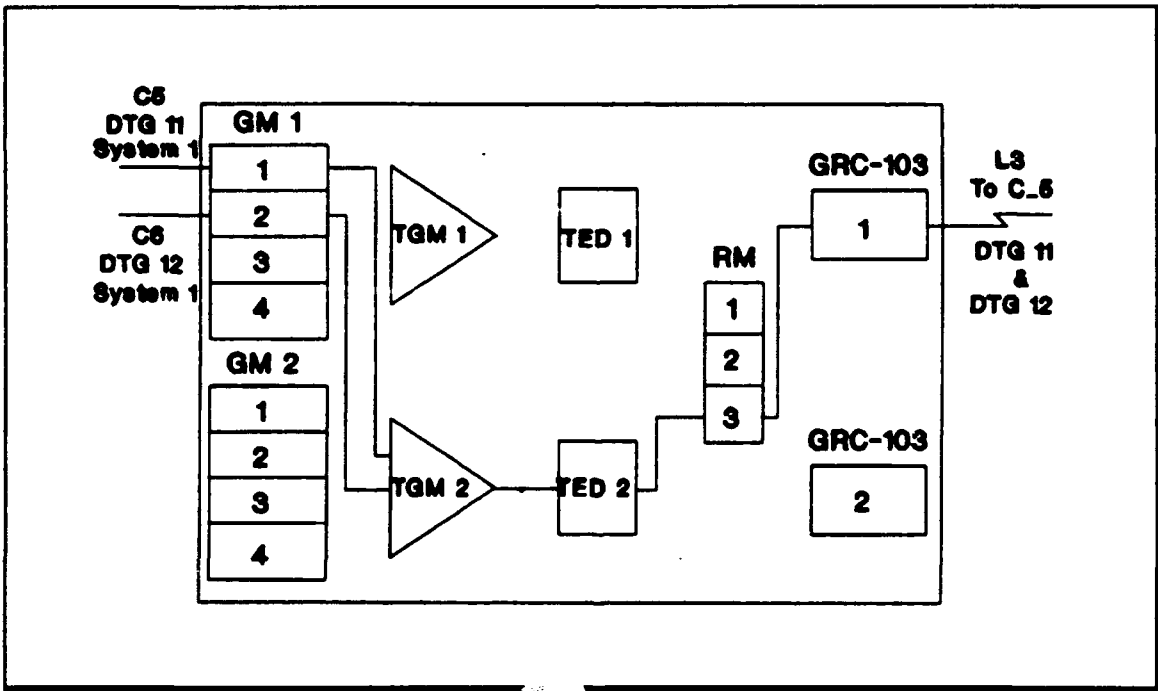 C5
DTG 11
System 1
GM 1
1
2
3
4
C6
DTG 12
System 1
GM 2
1
2
3
4
TGM 1
TGM 2
TED 1
TED 2
RM
1
2
3
GRC-103
1
GRC-103
2
L3
To C_5
DTG 11
&
DTG 12